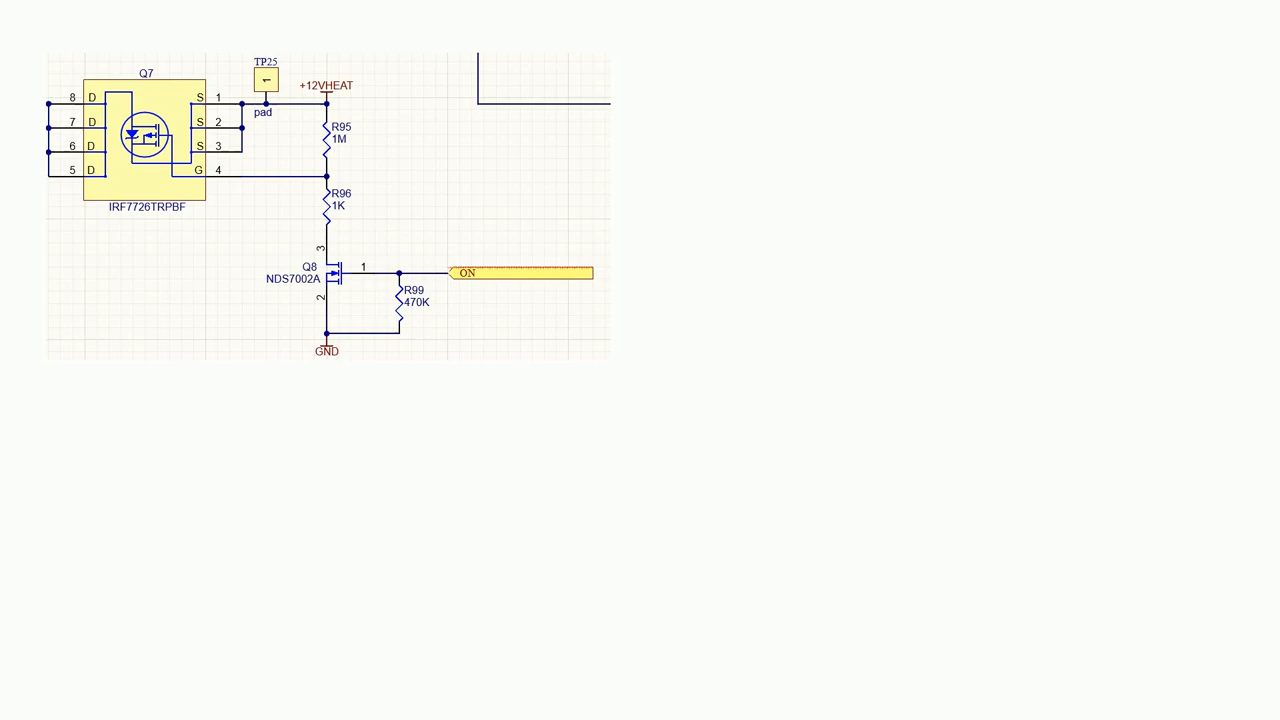 TP25
1
pad
+12VHEAT
Q7
8 D S 1
7 D S 2
6 D S 3
5 D G 4
IRF7726TRPBF
R95
1M
R96
1K
3
Q8
NDS7002A
1
2
ON
R99
470K
GND